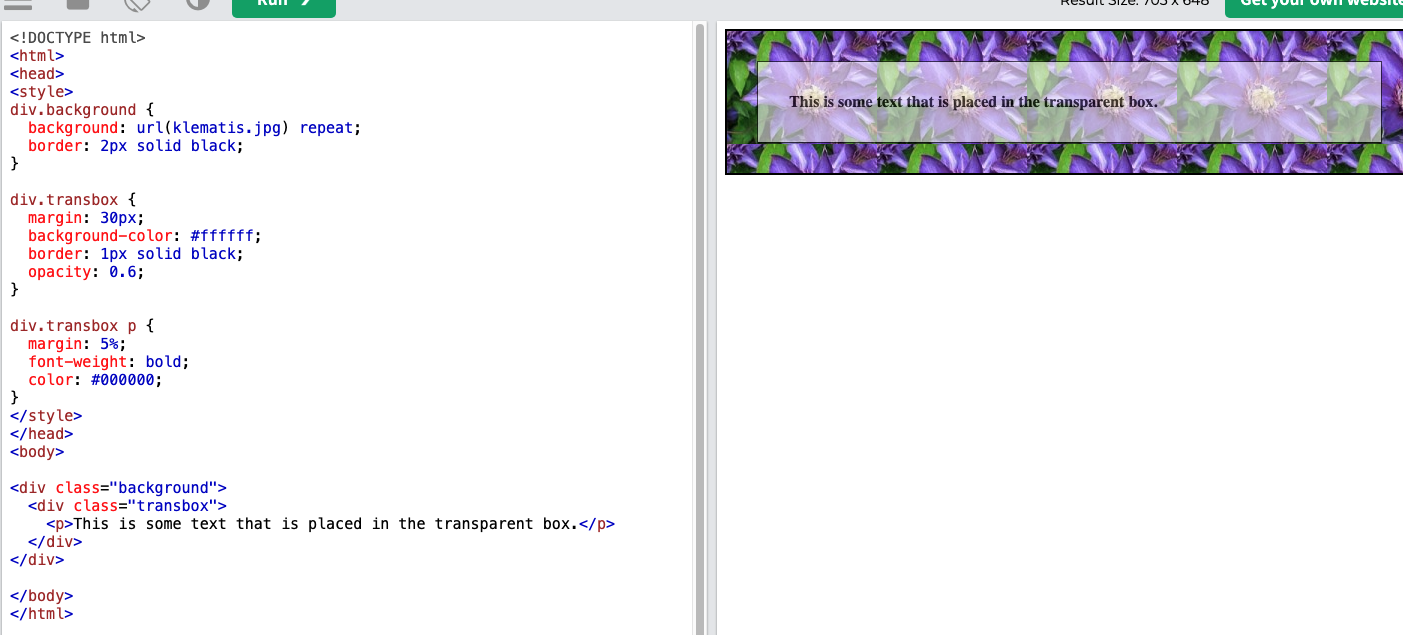 Run ❯
Result Size: 705 x 648
Get your own website
<!DOCTYPE html>
<html>
<head>
<style>
div.background {
  background: url(klematis.jpg) repeat;
  border: 2px solid black;
}

div.transbox {
  margin: 30px;
  background-color: #ffffff;
  border: 1px solid black;
  opacity: 0.6;
}

div.transbox p {
  margin: 5%;
  font-weight: bold;
  color: #000000;
}
</style>
</head>
<body>

<div class="background">
  <div class="transbox">
    <p>This is some text that is placed in the transparent box.</p>
  </div>
</div>

</body>
</html>
This is some text that is placed in the transparent box.